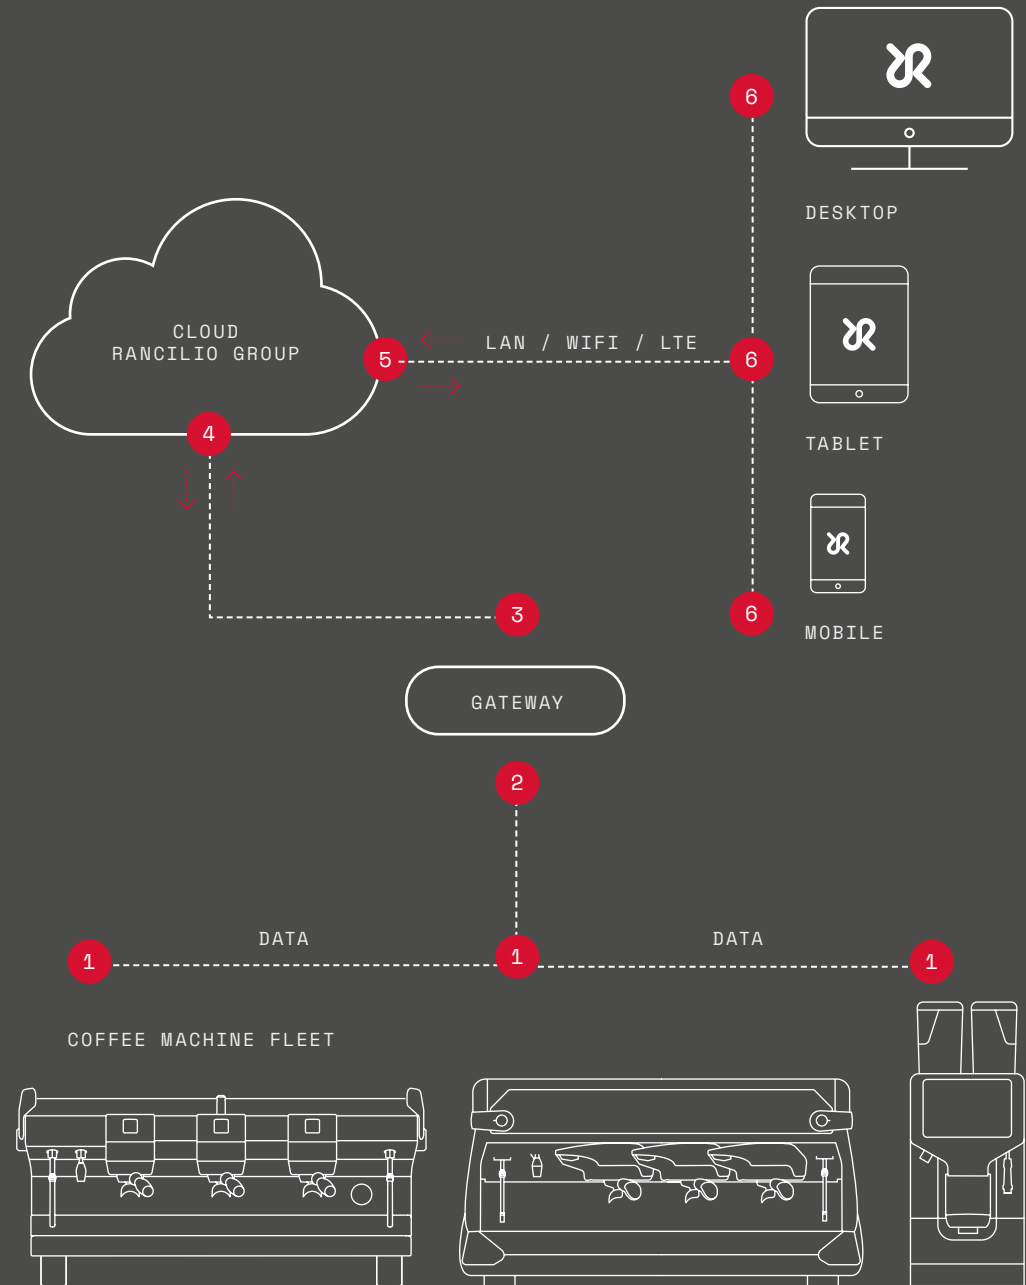 6
DESKTOP
CLOUD
RANCILIO GROUP
5
LAN / WIFI / LTE
6
4
TABLET
3
6
MOBILE
GATEWAY
2
DATA
DATA
1
1
1
COFFEE MACHINE FLEET